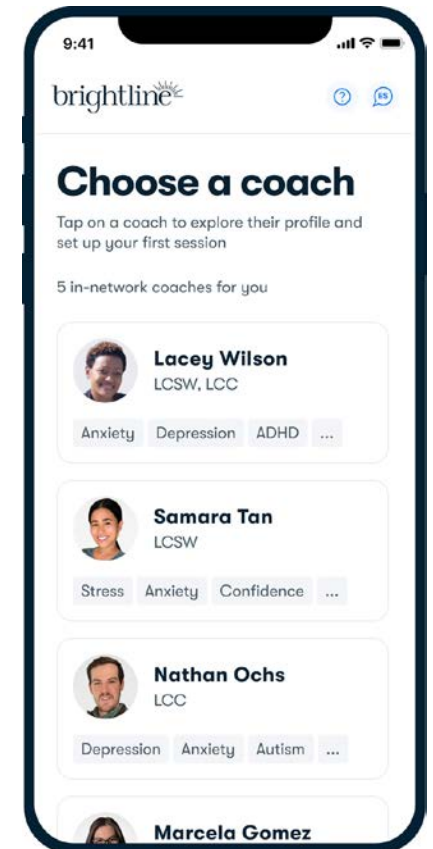 9:41
brightline
ES
Choose a coach
Tap on a coach to explore their profile and
set up your first session
5 in-network coaches for you
Lacey Wilson
LCSW, LCC
Anxiety Depression ADHD ...
Samara Tan
LCSW
Stress Anxiety Confidence ...
Nathan Ochs
LCC
Depression Anxiety Autism ...
Marcela Gomez